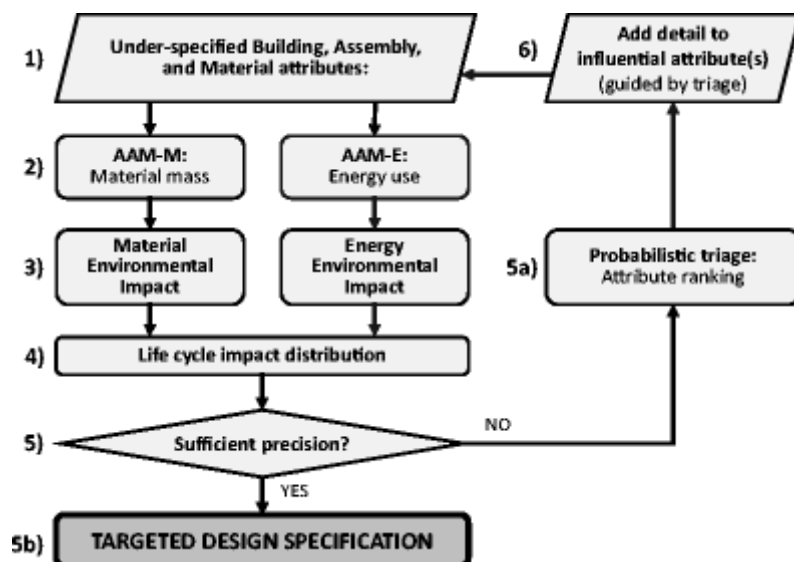 1)
Under-specified Building, Assembly,
and Material attributes:
6)
Add detail to
influential attribute(s)
(guided by triage)
2)
AAM-M:
Material mass
AAM-E:
Energy use
3)
Material
Environmental
Impact
Energy
Environmental
Impact
5a)
Probabilistic triage:
Attribute ranking
4)
Life cycle impact distribution
5)
Sufficient precision?
NO
YES
5b)
TARGETED DESIGN SPECIFICATION